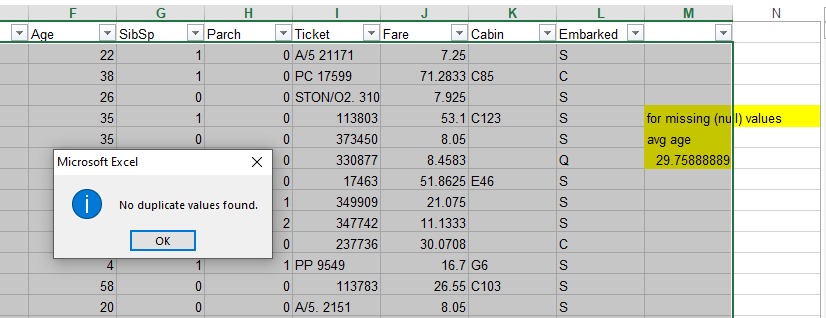 F G H I J K L M N
Age SibSp Parch Ticket Fare Cabin Embarked
22 1 0 A/5 21171 7.25 S
38 1 0 PC 17599 71.2833 C85 C
26 0 0 STON/O2. 310 7.925 S
35 1 0 113803 53.1 C123 S for missing (null) values
35 0 0 373450 8.05 S avg age
0 330877 8.4583 Q 29.75888889
Microsoft Excel
0 17463 51.8625 E46 S
1 349909 21.075 S
No duplicate values found.
2 347742 11.1333 S
OK
0 237736 30.0708 C
4 1 1 PP 9549 16.7 G6 S
58 0 0 113783 26.55 C103 S
20 0 0 A/5. 2151 8.05 S